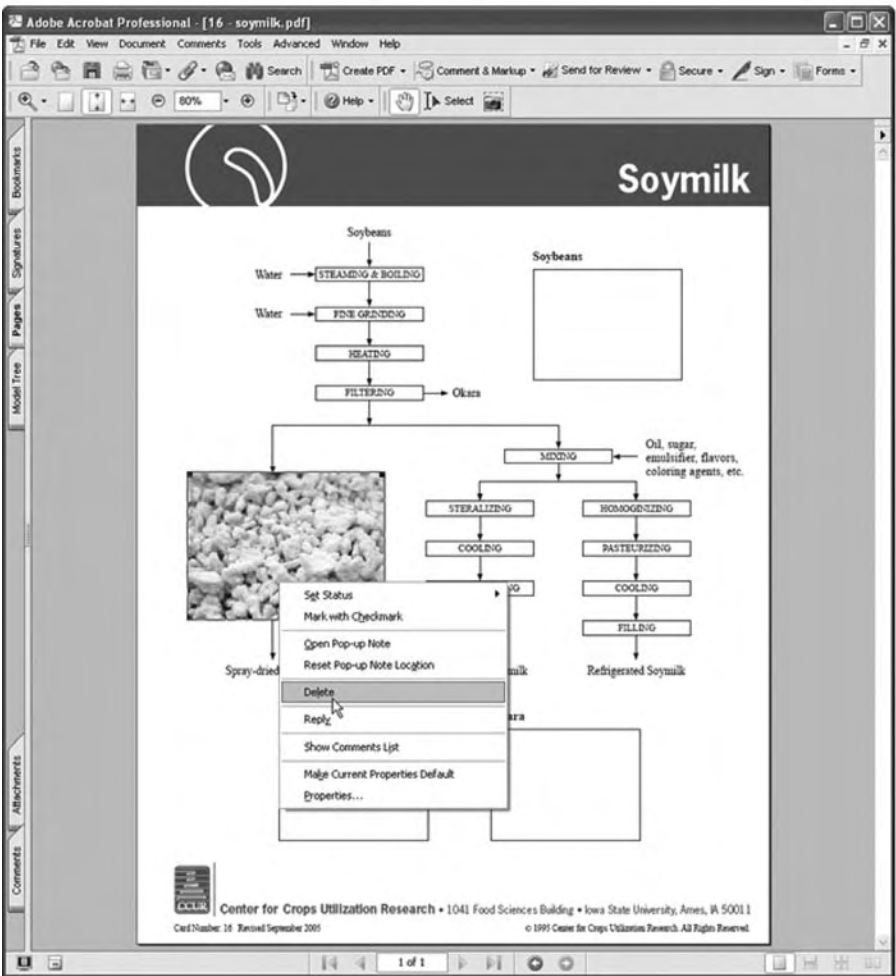 Adobe Acrobat Professional - [16 - soymilk.pdf]
File Edit View Document Comments Tools Advanced Window Help
Search Create PDF Comment & Markup Send for Review Secure Sign Forms
80% Help Select
Bookmarks
Signatures
Pages
Model Tree
Attachments
Comments
Soymilk
Soybeans
Water STEAMING & BOILING
Water FINE GRINDING
HEATING
FILTERING Okara
Soybeans
MIXING
Oil, sugar,
emulsifier, flavors,
coloring agents, etc.
STERALIZING HOMOGINIZING
COOLING PASTEURIZING
NG COOLING
FILLING
Spray-dried milk Refrigerated Soymilk
ara
Set Status
Mark with Checkmark
Open Pop-up Note
Reset Pop-up Note Location
Delete
Reply
Show Comments List
Make Current Properties Default
Properties...
CCUR
Center for Crops Utilization Research • 1041 Food Sciences Building • Iowa State University, Ames, IA 50011
Card Number: 16 Revised September 2005 © 1995 Center for Crops Utilization Research. All Rights Reserved.
1 of 1